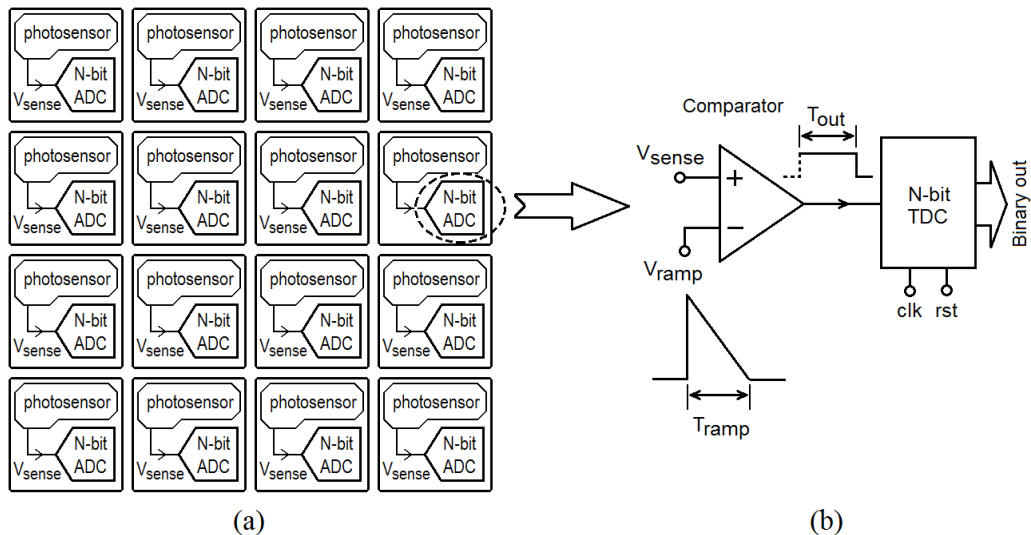 photosensor photosensor photosensor photosensor
N-bit N-bit N-bit N-bit
Vsense ADC Vsense ADC Vsense ADC Vsense ADC
photosensor photosensor photosensor photosensor
N-bit N-bit N-bit N-bit
Vsense ADC Vsense ADC Vsense ADC Vsense ADC
photosensor photosensor photosensor photosensor
N-bit N-bit N-bit N-bit
Vsense ADC Vsense ADC Vsense ADC Vsense ADC
photosensor photosensor photosensor photosensor
N-bit N-bit N-bit N-bit
Vsense ADC Vsense ADC Vsense ADC Vsense ADC
(a)
Comparator
Tout
Vsense
+
−
Vramp
N-bit
TDC
Binary out
clk rst
Tramp
(b)